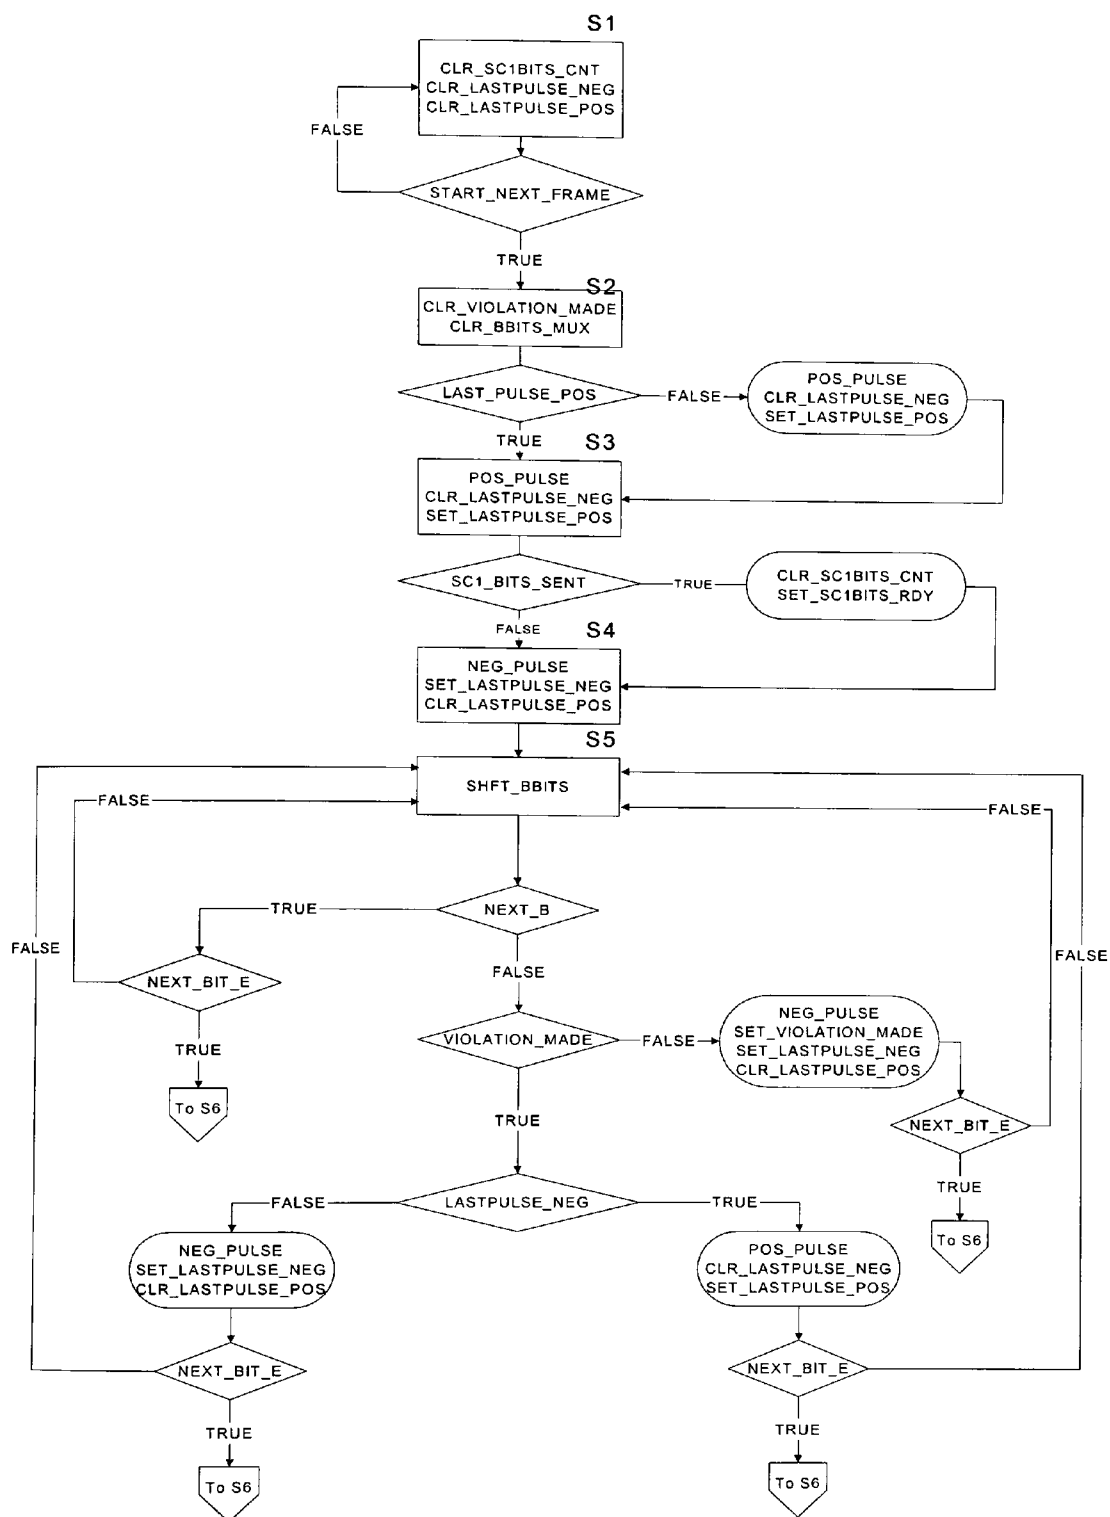 S1
CLR_SC1BITS_CNT
CLR_LASTPULSE_NEG
CLR_LASTPULSE_POS
FALSE
START_NEXT_FRAME
TRUE
S2
CLR_VIOLATION_MADE
CLR_BBITS_MUX
LAST_PULSE_POS
FALSE
POS_PULSE
CLR_LASTPULSE_NEG
SET_LASTPULSE_POS
TRUE
S3
POS_PULSE
CLR_LASTPULSE_NEG
SET_LASTPULSE_POS
SC1_BITS_SENT
TRUE
CLR_SC1BITS_CNT
SET_SC1BITS_RDY
FALSE
S4
NEG_PULSE
SET_LASTPULSE_NEG
CLR_LASTPULSE_POS
S5
SHFT_BBITS
FALSE
FALSE
NEXT_B
TRUE
FALSE
FALSE
FALSE
NEXT_BIT_E
TRUE
To S6
VIOLATION_MADE
FALSE
NEG_PULSE
SET_VIOLATION_MADE
SET_LASTPULSE_NEG
CLR_LASTPULSE_POS
NEXT_BIT_E
TRUE
To S6
TRUE
LASTPULSE_NEG
FALSE
TRUE
NEG_PULSE
SET_LASTPULSE_NEG
CLR_LASTPULSE_POS
POS_PULSE
CLR_LASTPULSE_NEG
SET_LASTPULSE_POS
NEXT_BIT_E
NEXT_BIT_E
TRUE
TRUE
To S6
To S6